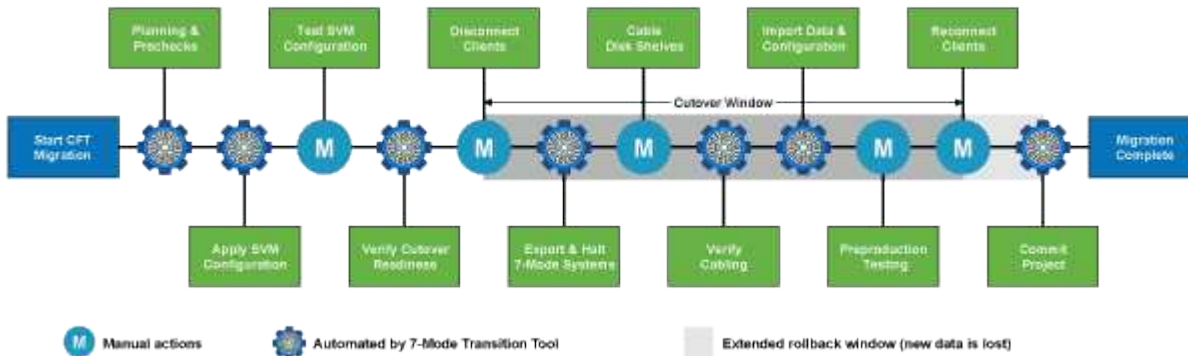 Planning &
Prechecks
Test SVM
Configuration
Disconnect
Clients
Cable
Disk Shelves
Import Data &
Configuration
Reconnect
Clients
Cutover Window
Start CFT
Migration
M
M
M
M
M
Migration
Complete
Apply SVM
Configuration
Verify Cutover
Readiness
Export & Halt
7-Mode Systems
Verify
Cabling
Preproduction
Testing
Commit
Project
M Manual actions
Automated by 7-Mode Transition Tool
Extended rollback window (new data is lost)